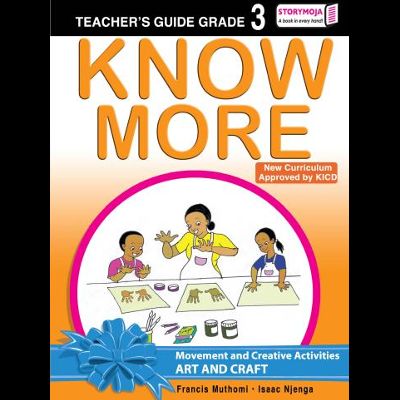 TEACHER'S GUIDE GRADE 3
STORYMOJA
A book in every hand!
KNOW
MORE
New Curriculum
Approved by KICD
Movement and Creative Activities
ART AND CRAFT
Francis Muthomi • Isaac Njenga